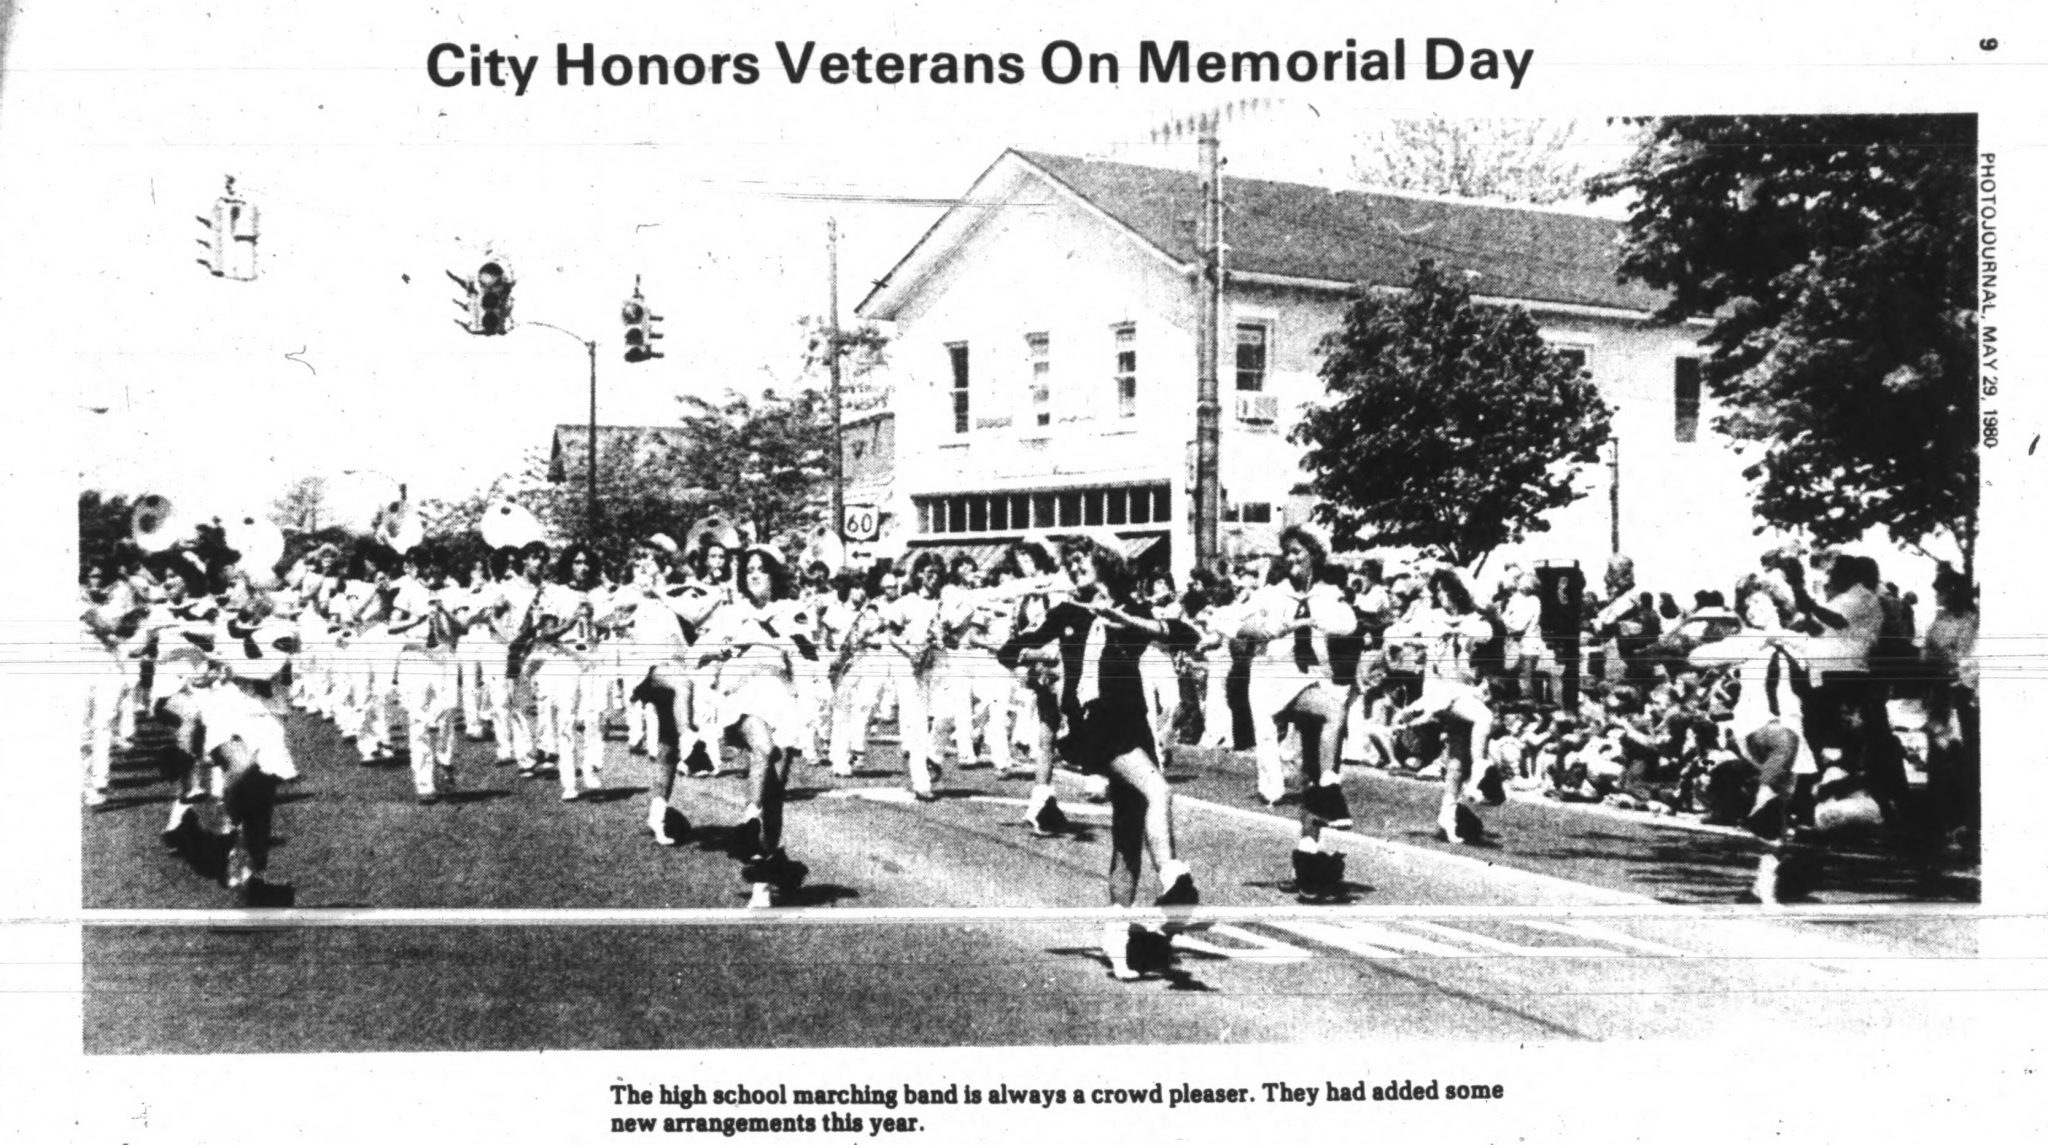 City Honors Veterans On Memorial Day
9
PHOTOJOURNAL, MAY 29, 1980
60
The high school marching band is always a crowd pleaser. They had added some
new arrangements this year.